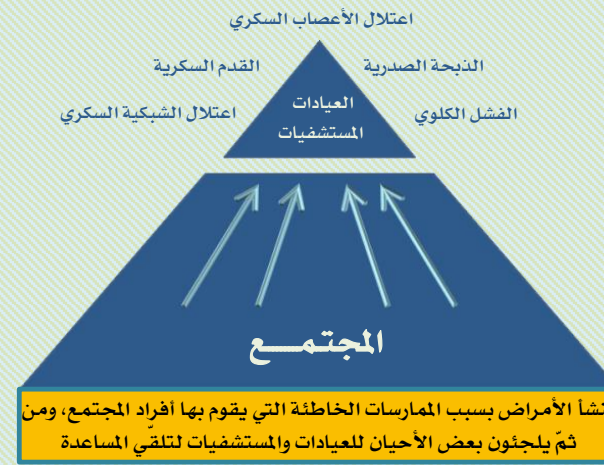 اعتلال الأعصاب السكري
الذبحة الصدرية
القدم السكرية
الفشل الكلوي
اعتلال الشبكية السكري
العيادات
المستشفيات
المجتمـــــع
نشأ الأمراض بسبب الممارسات الخاطئة التي يقوم بها أفراد المجتمع، ومن
ثمّ يلجئون بعض الأحيان للعيادات والمستشفيات لتلقّي المساعدة